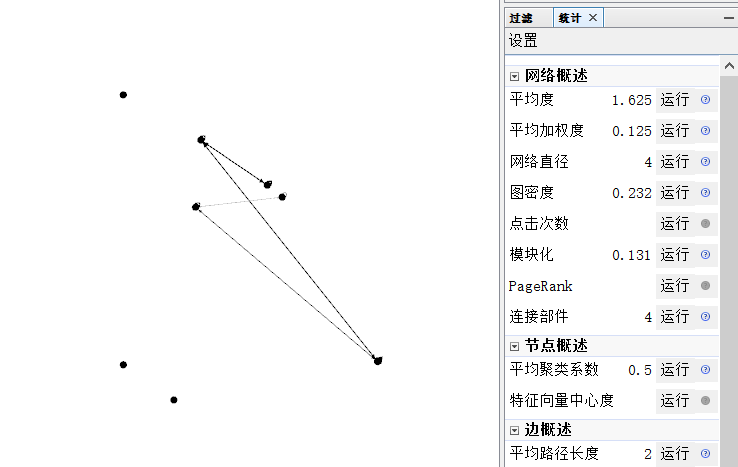 过滤 统计 ×
设置
网络概述
平均度 1.625 运行
平均加权度 0.125 运行
网络直径 4 运行
图密度 0.232 运行
点击次数 运行
模块化 0.131 运行
PageRank 运行
连接部件 4 运行
节点概述
平均聚类系数 0.5 运行
特征向量中心度 运行
边概述
平均路径长度 2 运行